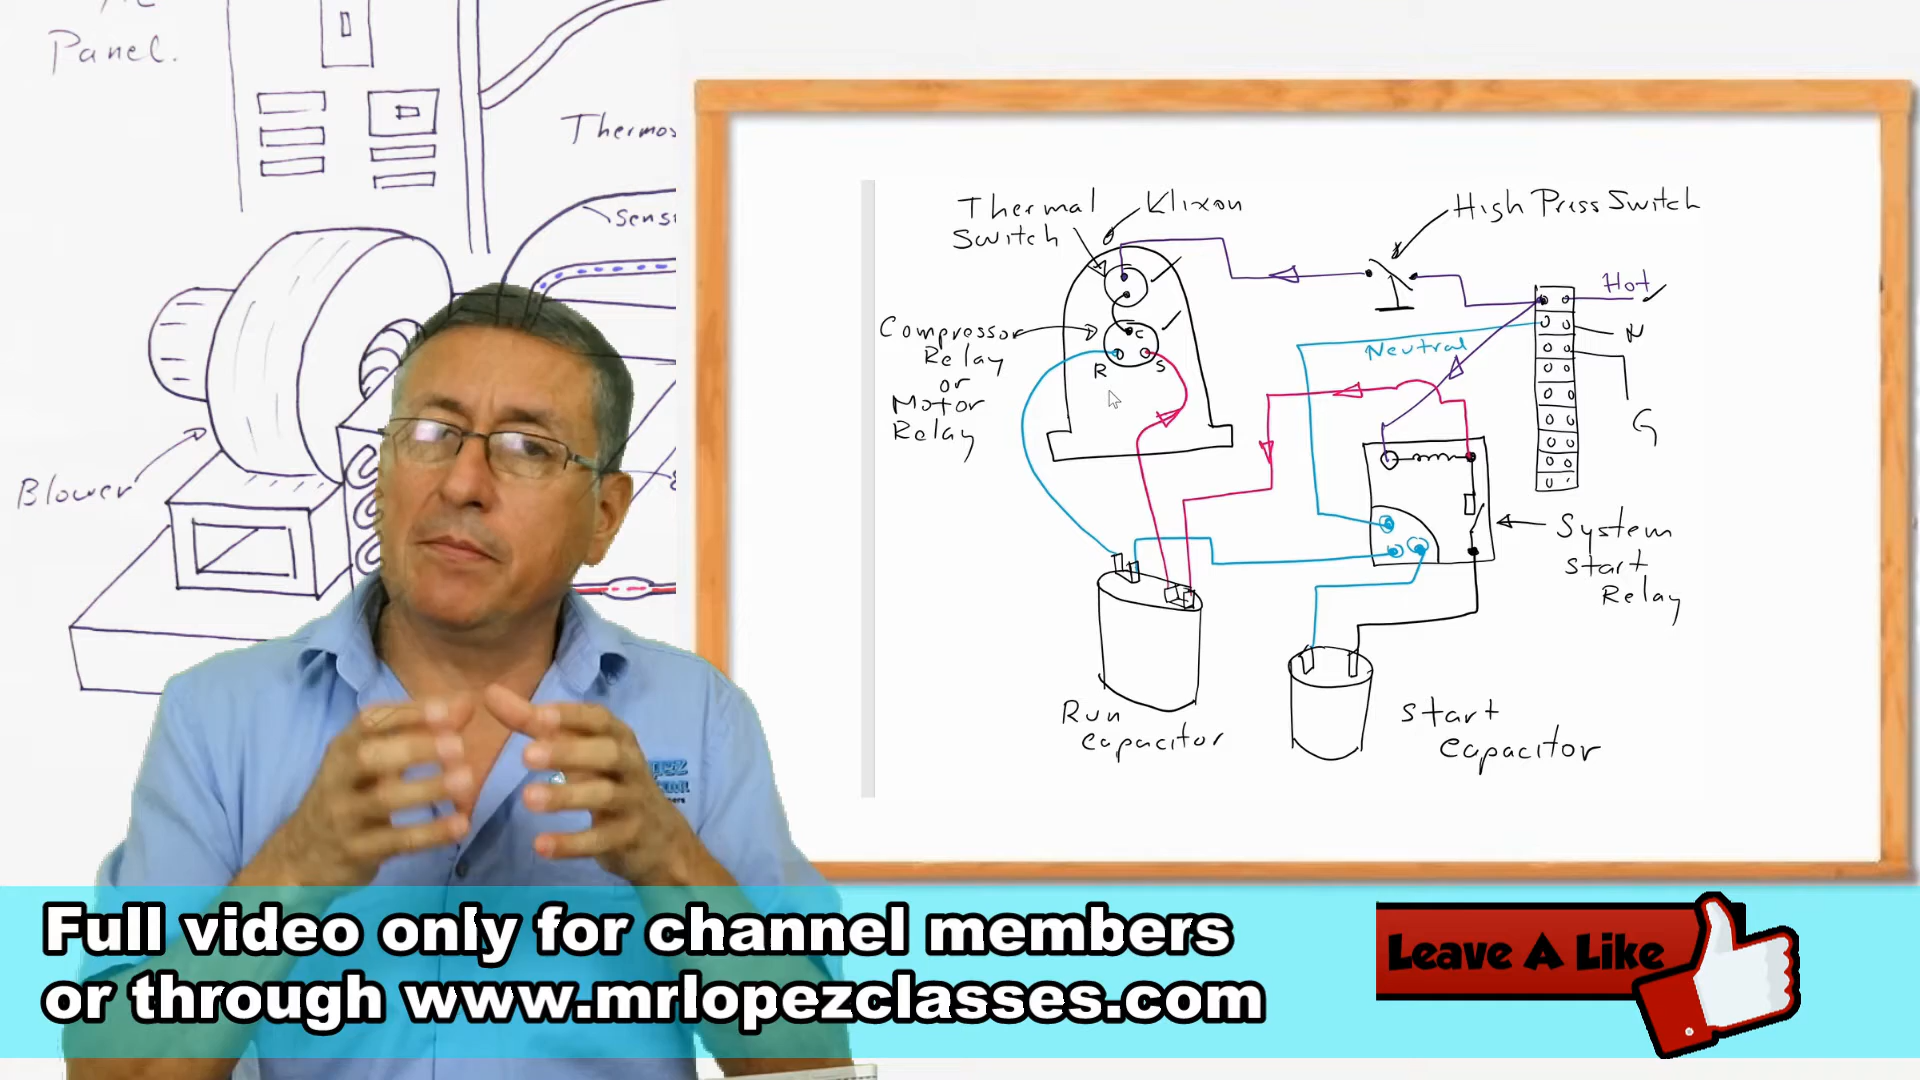 Panel.
Thermos
Sens
Blower
Thermal
Switch
Klixon
High Press Switch
Hot
N
Neutral
G
Compressor
Relay
or
Motor
Relay
C
R
S
System
Start
Relay
Run
Capacitor
Start
Capacitor
Full video only for channel members
or through www.mrlopezclasses.com
Leave A Like